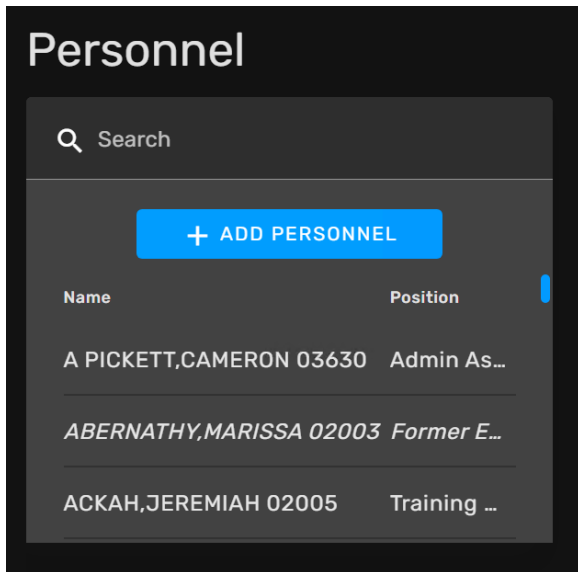 Personnel
Search
+ ADD PERSONNEL
Name Position
A PICKETT,CAMERON 03630 Admin As…
ABERNATHY,MARISSA 02003 Former E…
ACKAH,JEREMIAH 02005 Training …